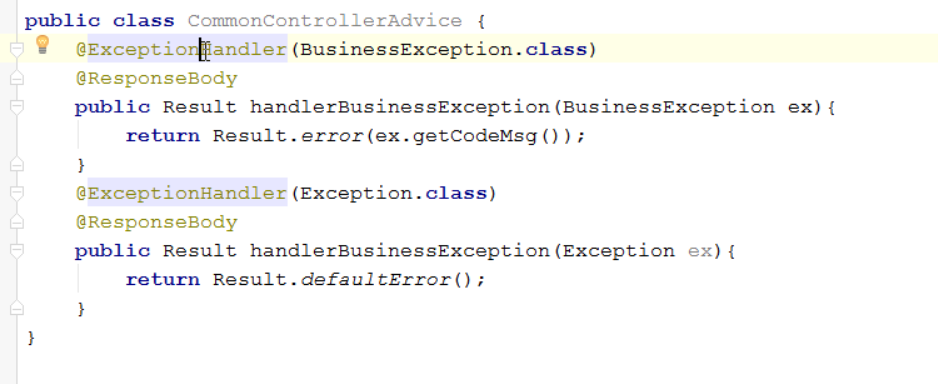 public class CommonControllerAdvice {
@ExceptionHandler(BusinessException.class)
@ResponseBody
public Result handlerBusinessException(BusinessException ex){
return Result.error(ex.getCodeMsg());
}
@ExceptionHandler(Exception.class)
@ResponseBody
public Result handlerBusinessException(Exception ex){
return Result.defaultError();
}
}